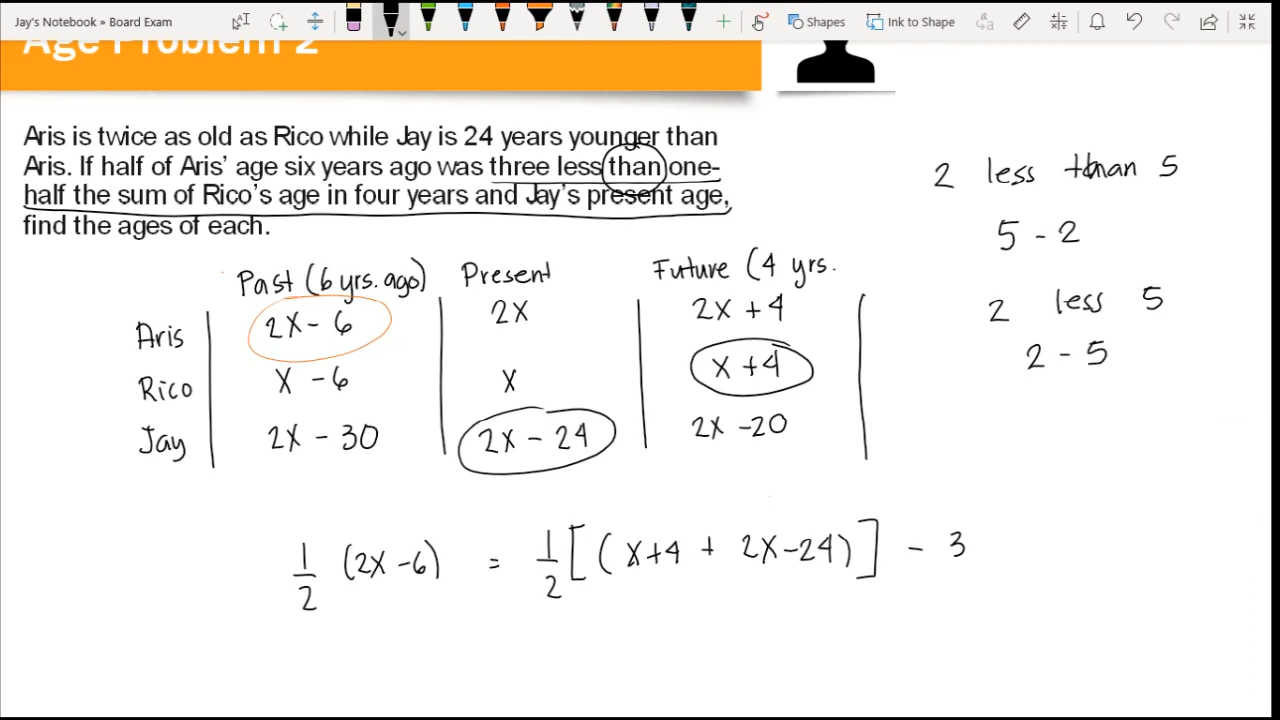 Jay's Notebook » Board Exam
Shapes
Ink to Shape
Age Problem 2
Aris is twice as old as Rico while Jay is 24 years younger than
Aris. If half of Aris' age six years ago was three less than one-
half the sum of Rico's age in four years and Jay's present age,
find the ages of each.
Past (6 yrs. ago) Present Future (4 yrs.
Aris 2x - 6 2x 2x + 4
Rico x - 6 x x + 4
Jay 2x - 30 2x - 24 2x - 20
1/2 (2x - 6) = 1/2 [(x+4 + 2x-24)] - 3
2 less than 5
5 - 2
2 less 5
2 - 5